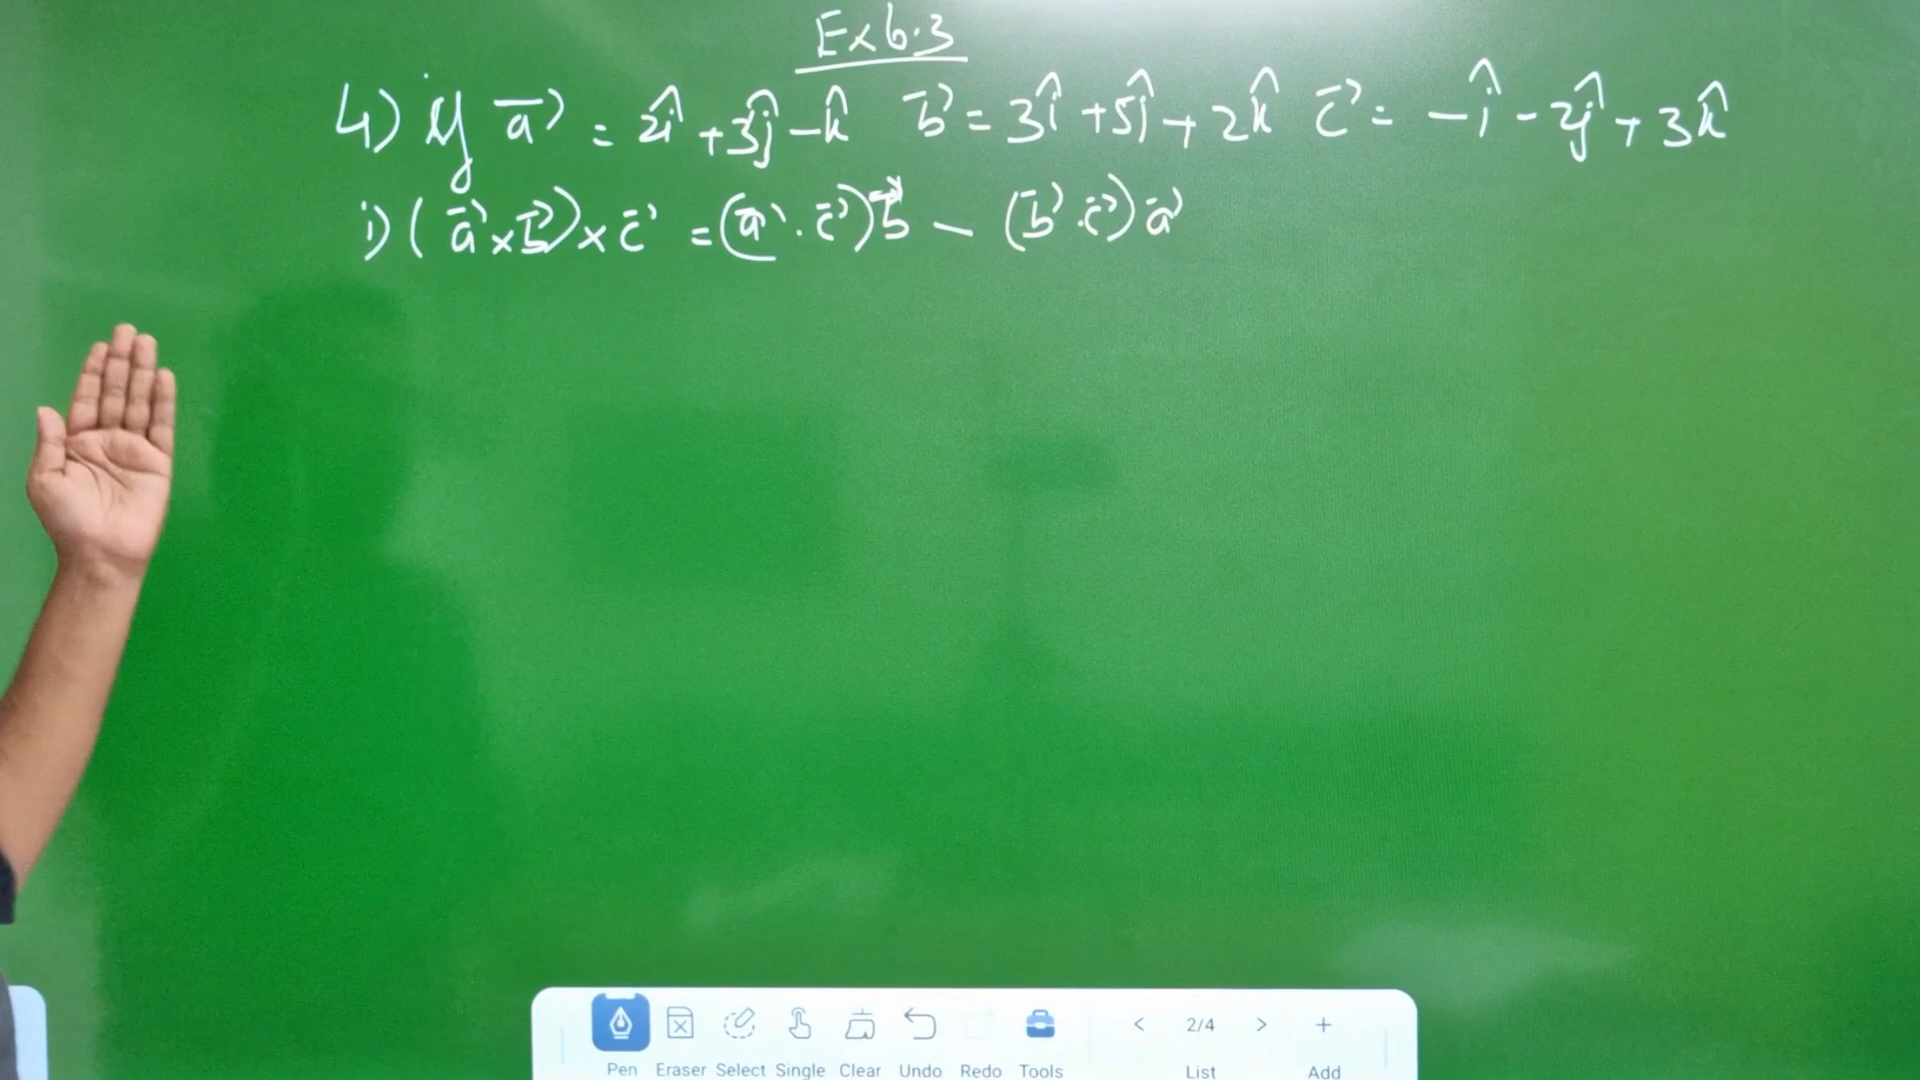 Ex 6.3
4) If a⃗ = 2î + 3ĵ - k̂ b⃗ = 3î + 5ĵ + 2k̂ c⃗ = -î - 2ĵ + 3k̂
i) (a⃗ × b⃗) × c⃗ = (a⃗ · c⃗) b⃗ - (b⃗ · c⃗) a⃗
Pen Eraser Select Single Clear Undo Redo Tools < 2/4 > List + Add